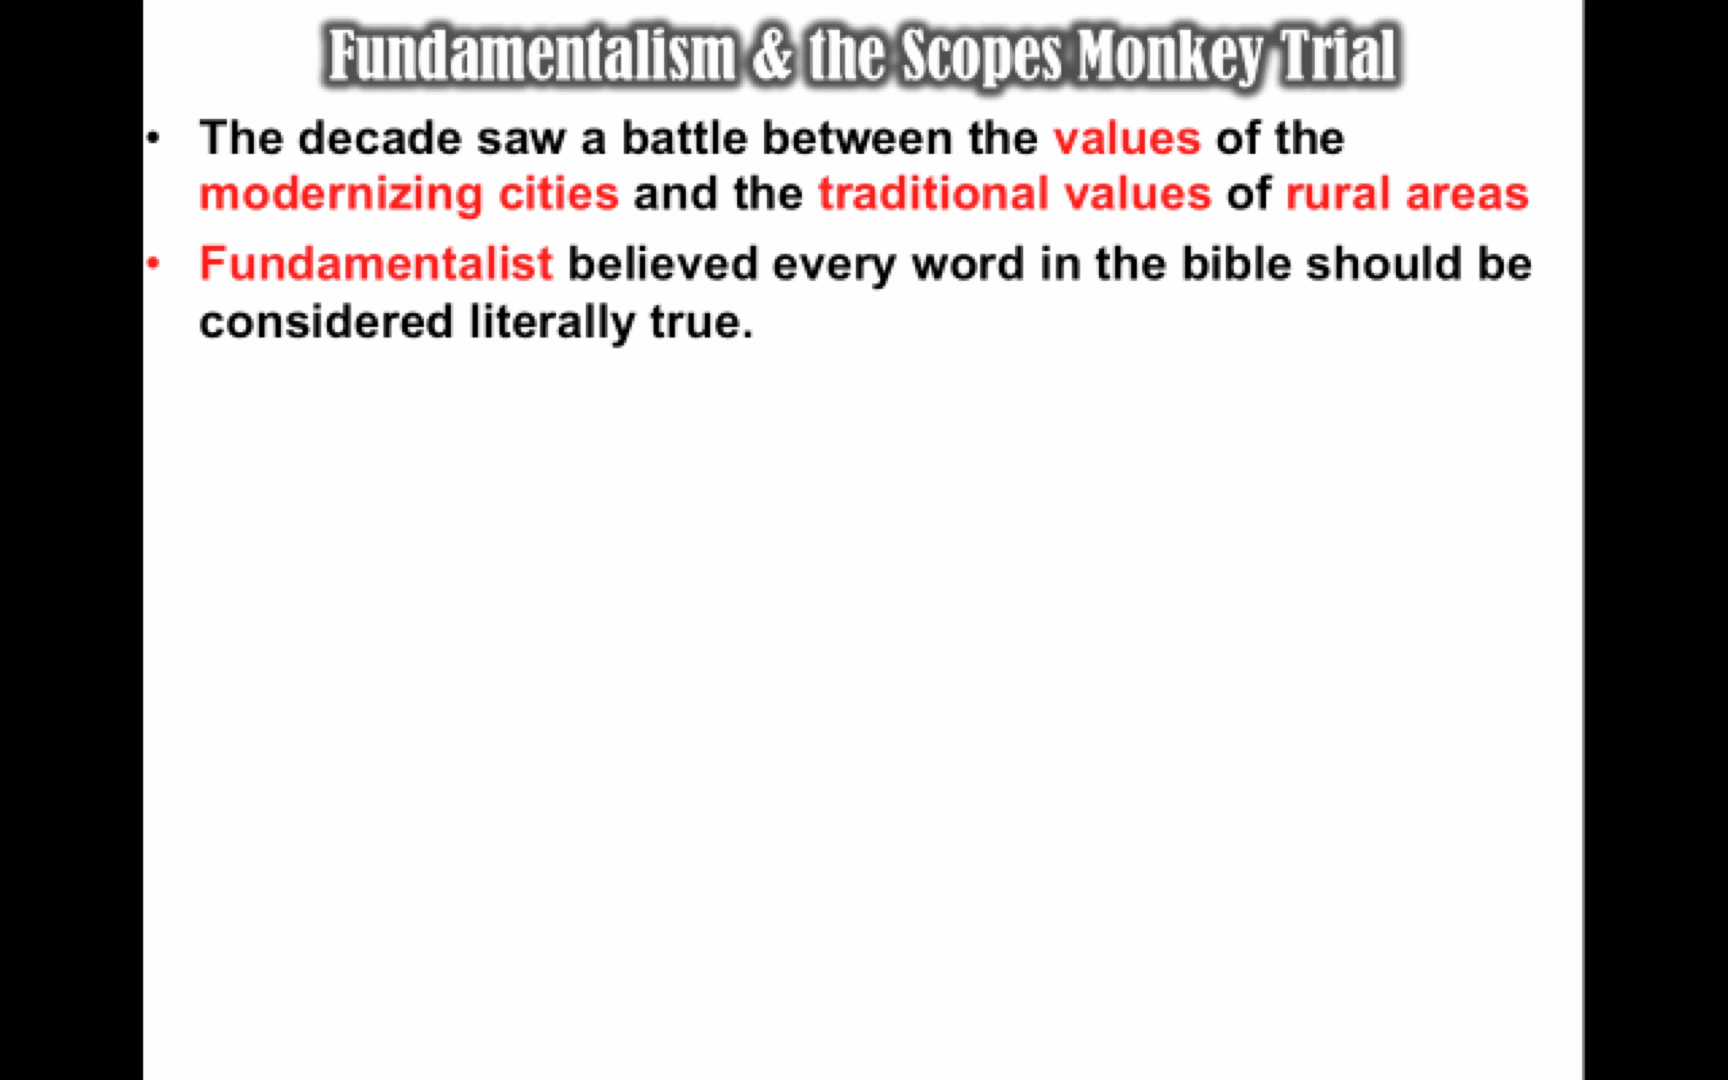 Fundamentalism & the Scopes Monkey Trial
• The decade saw a battle between the values of the
modernizing cities and the traditional values of rural areas
• Fundamentalist believed every word in the bible should be
considered literally true.